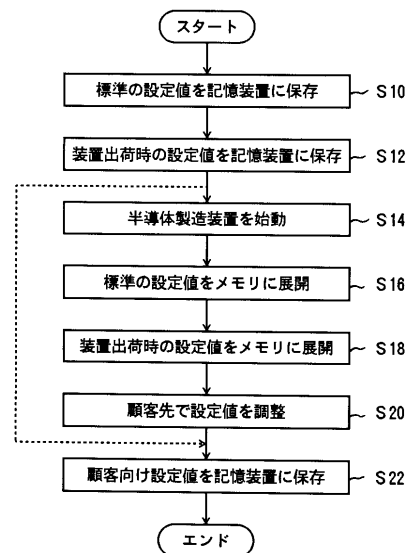 スタート
標準の設定値を記憶装置に保存 ~ S10
装置出荷時の設定値を記憶装置に保存 ~ S12
半導体製造装置を始動 ~ S14
標準の設定値をメモリに展開 ~ S16
装置出荷時の設定値をメモリに展開 ~ S18
顧客先で設定値を調整 ~ S20
顧客向け設定値を記憶装置に保存 ~ S22
エンド